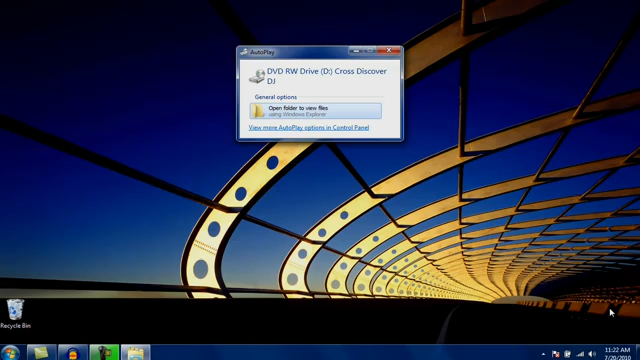 AutoPlay
DVD RW Drive (D:) Cross Discover
DJ
General options
Open folder to view files
using Windows Explorer
View more AutoPlay options in Control Panel
Recycle Bin
11:22 AM
7/20/2010